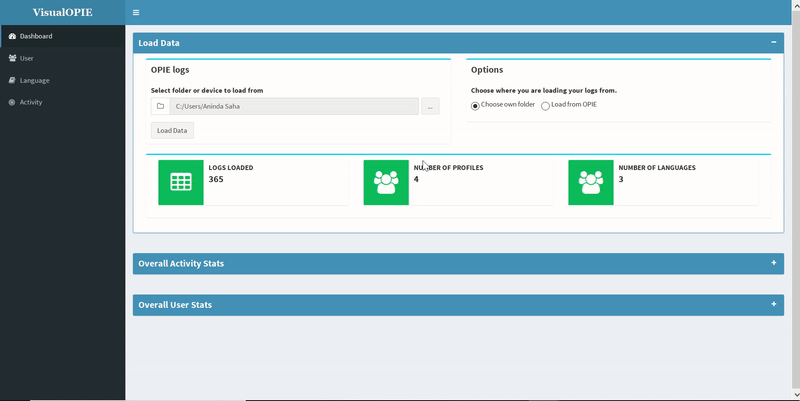 VisualOPIE
Dashboard
User
Language
Activity
Load Data
OPIE logs
Select folder or device to load from
C:/Users/Aninda Saha
...
Load Data
Options
Choose where you are loading your logs from.
Choose own folder Load from OPIE
LOGS LOADED
365
NUMBER OF PROFILES
4
NUMBER OF LANGUAGES
3
Overall Activity Stats
Overall User Stats